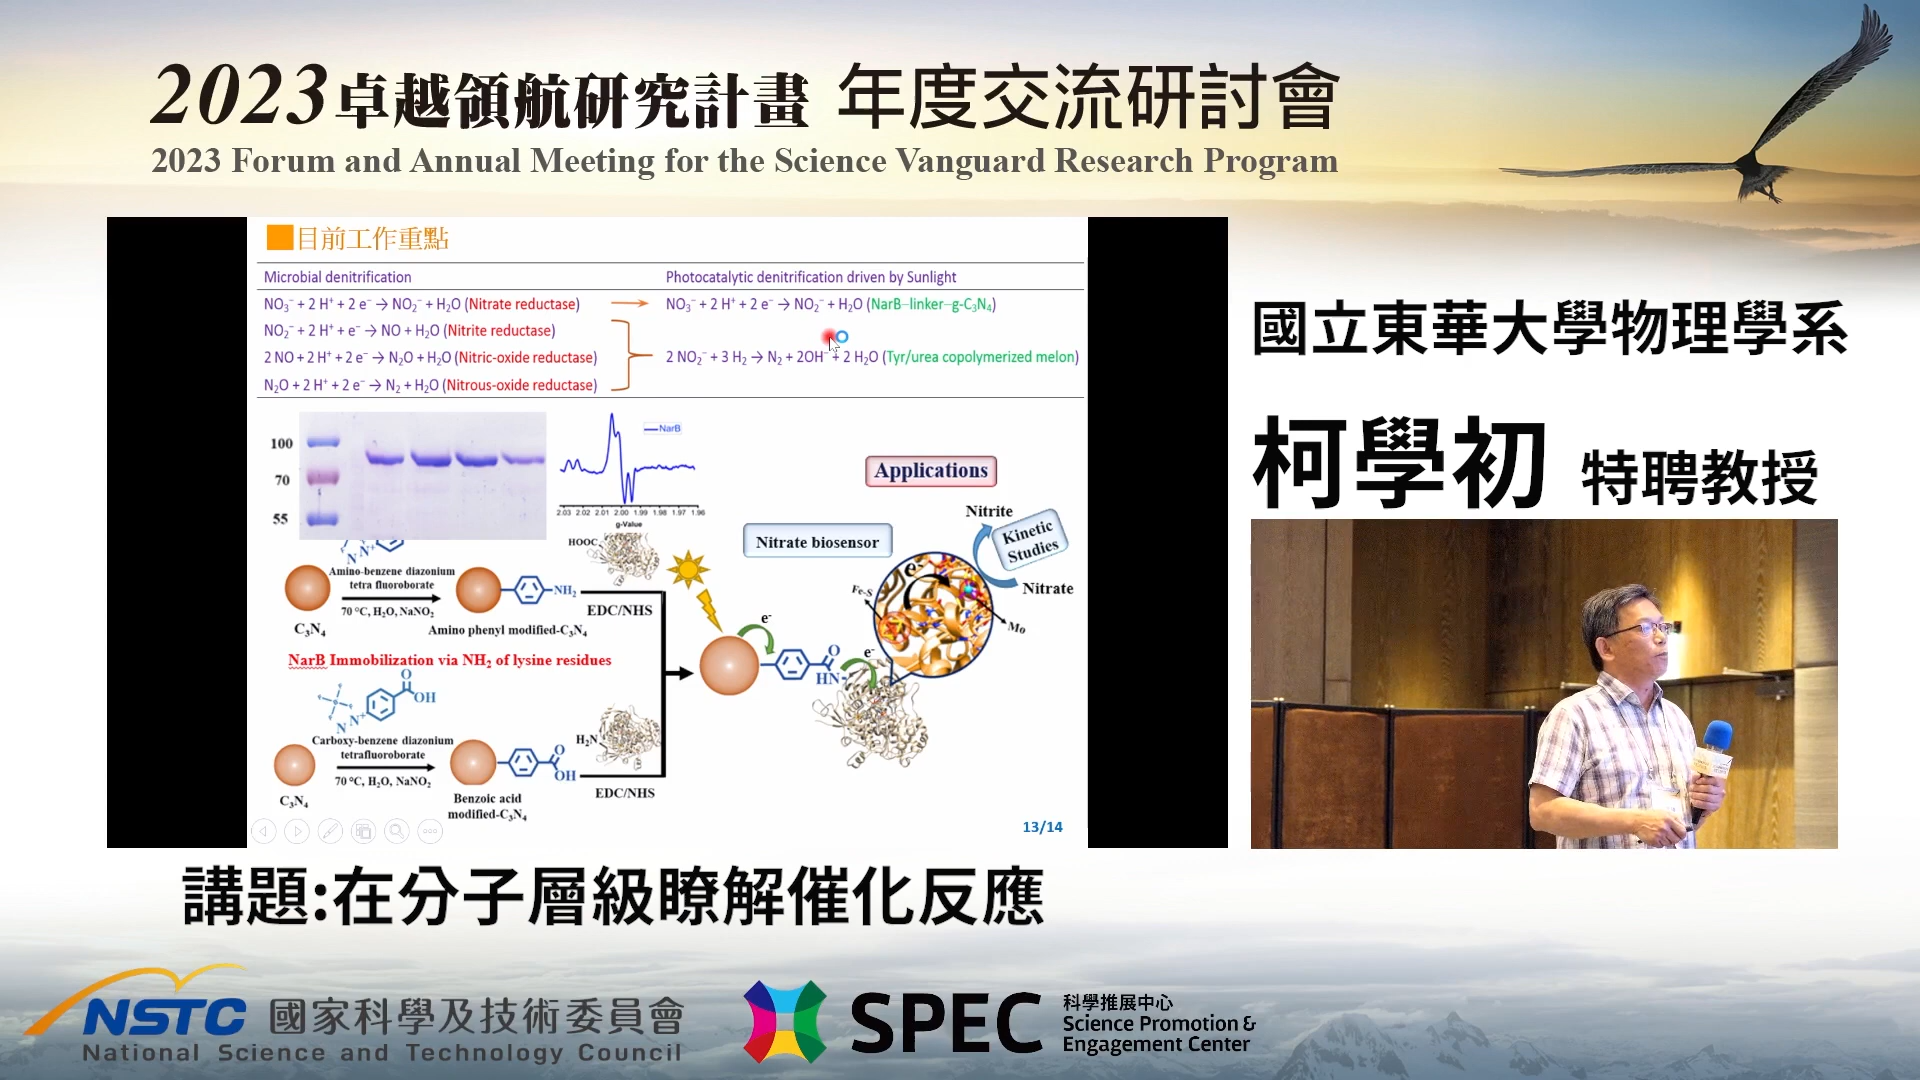 2023卓越領航研究計畫 年度交流研討會
2023 Forum and Annual Meeting for the Science Vanguard Research Program
目前工作重點
Microbial denitrification
Photocatalytic denitrification driven by Sunlight
NO₃⁻ + 2 H⁺ + 2 e⁻ → NO₂⁻ + H₂O (Nitrate reductase)
NO₃⁻ + 2 H⁺ + 2 e⁻ → NO₂⁻ + H₂O (NarB–linker–g-C₃N₄)
NO₂⁻ + 2 H⁺ + e⁻ → NO + H₂O (Nitrite reductase)
2 NO + 2 H⁺ + 2 e⁻ → N₂O + H₂O (Nitric-oxide reductase)
2 NO₂⁻ + 3 H₂ → N₂ + 2OH⁻ + 2 H₂O (Tyr/urea copolymerized melon)
N₂O + 2 H⁺ + 2 e⁻ → N₂ + H₂O (Nitrous-oxide reductase)
100
70
55
NarB
2.03 2.02 2.01 2.00 1.99 1.98 1.97 1.96
g-Value
Applications
Nitrate biosensor
Nitrite
Kinetic
Studies
Nitrate
Fe-S
Mo
e⁻
HOOC
N N⁺
Amino-benzene diazonium
tetra fluoroborate
70 °C, H₂O, NaNO₂
C₃N₄
NH₂
Amino phenyl modified-C₃N₄
EDC/NHS
NarB Immobilization via NH₂ of lysine residues
e⁻
e⁻
O
HN
O
OH
N N⁺
Carboxy-benzene diazonium
tetrafluoroborate
70 °C, H₂O, NaNO₂
C₃N₄
O
OH
Benzoic acid
modified-C₃N₄
H₂N
EDC/NHS
13/14
國立東華大學物理學系
柯學初 特聘教授
講題:在分子層級瞭解催化反應
NSTC 國家科學及技術委員會
National Science and Technology Council
SPEC
科學推展中心
Science Promotion &
Engagement Center